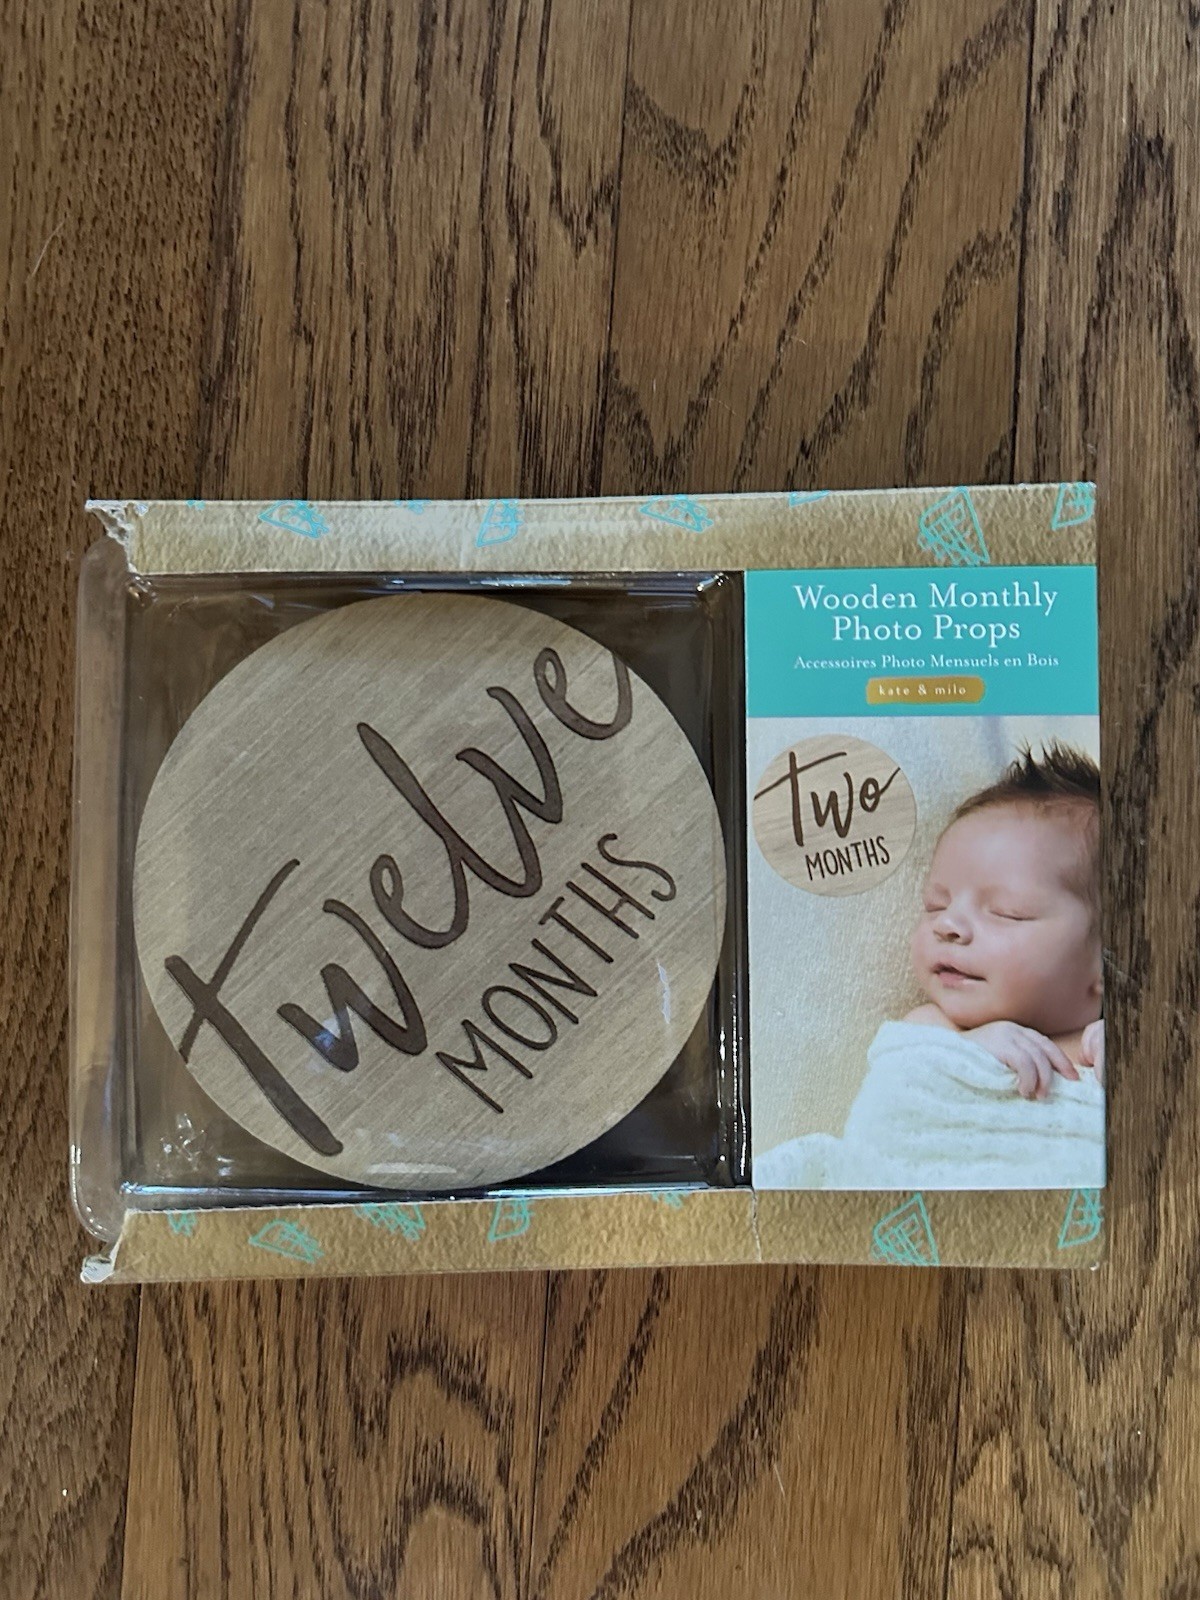 twelve
MONTHS
Wooden Monthly
Photo Props
Accessoires Photo Mensuels en Bois
kate & milo
two
MONTHS